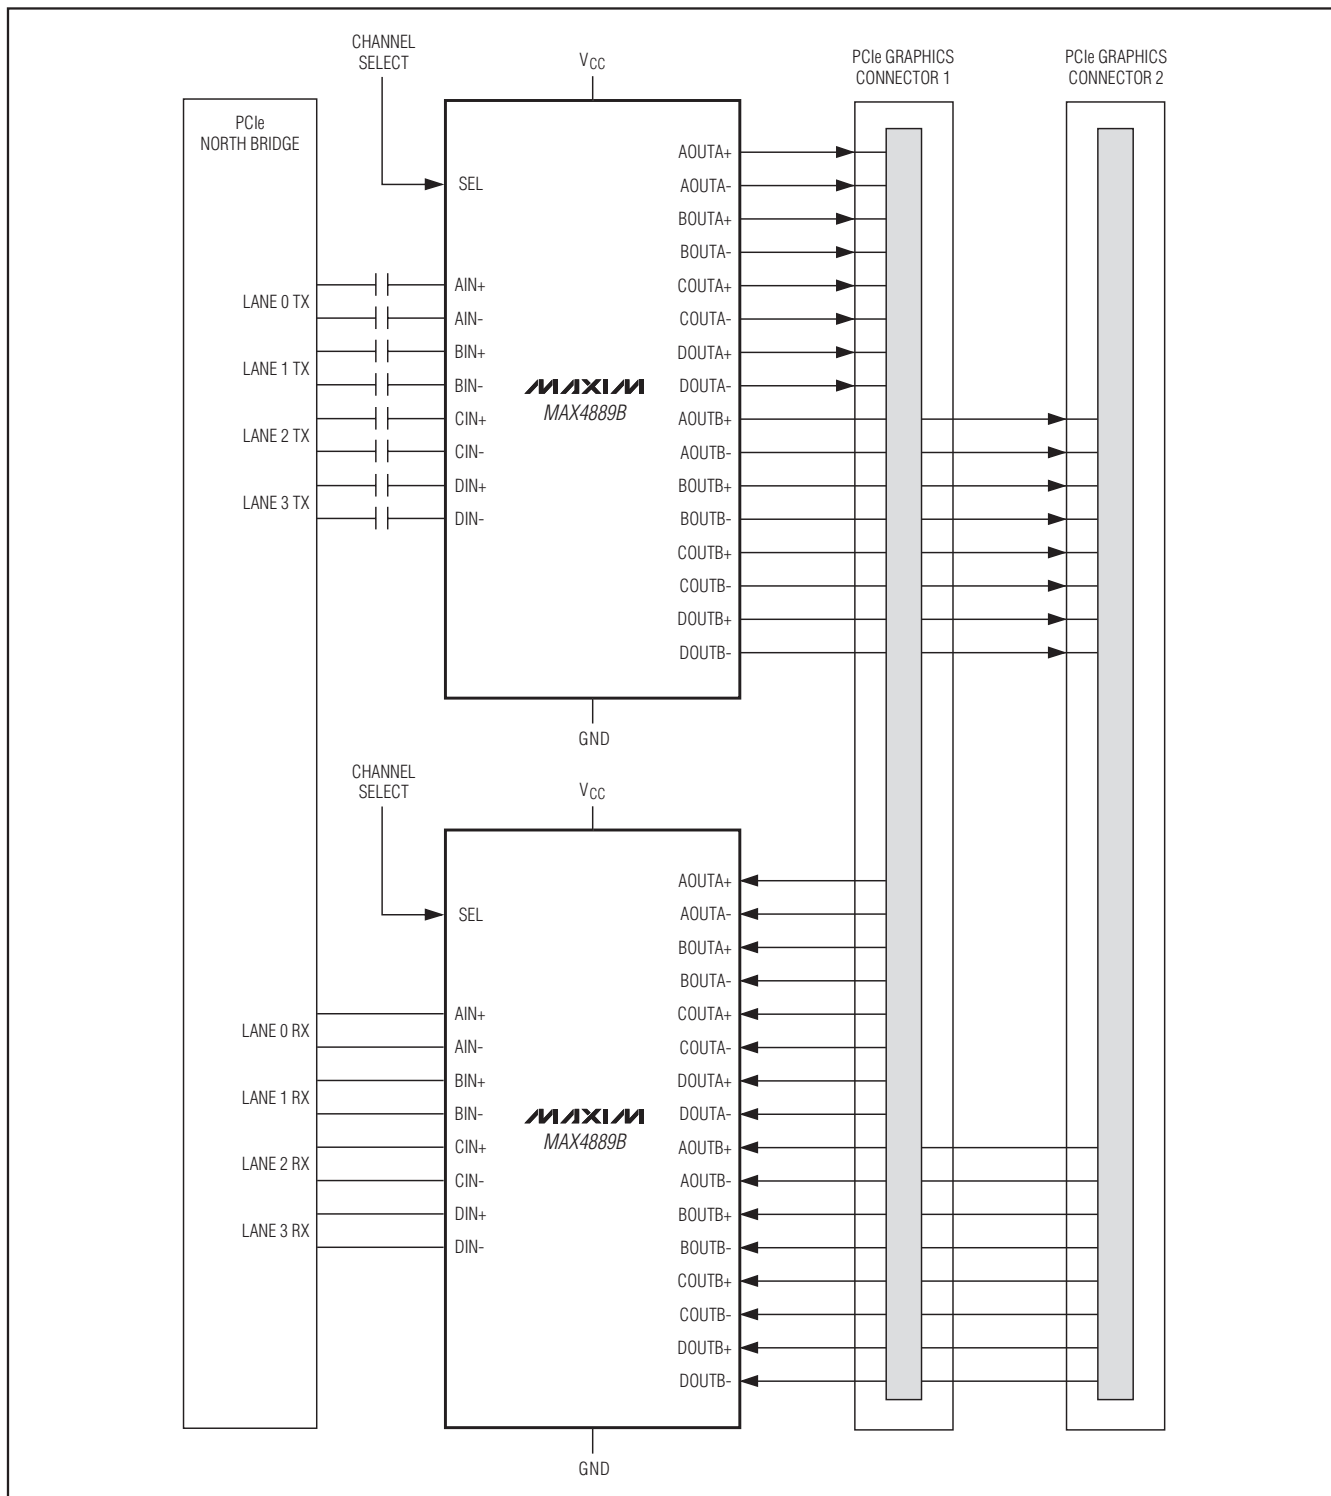 CHANNEL
SELECT
VCC
PCIe GRAPHICS
CONNECTOR 1
PCIe GRAPHICS
CONNECTOR 2
PCIe
NORTH BRIDGE
SEL
AOUTA+
AOUTA-
BOUTA+
BOUTA-
COUTA+
COUTA-
DOUTA+
DOUTA-
AOUTB+
AOUTB-
BOUTB+
BOUTB-
COUTB+
COUTB-
DOUTB+
DOUTB-
LANE 0 TX
LANE 1 TX
LANE 2 TX
LANE 3 TX
AIN+
AIN-
BIN+
BIN-
CIN+
CIN-
DIN+
DIN-
MAXIM
MAX4889B
GND
CHANNEL
SELECT
VCC
SEL
AOUTA+
AOUTA-
BOUTA+
BOUTA-
COUTA+
COUTA-
DOUTA+
DOUTA-
AOUTB+
AOUTB-
BOUTB+
BOUTB-
COUTB+
COUTB-
DOUTB+
DOUTB-
LANE 0 RX
LANE 1 RX
LANE 2 RX
LANE 3 RX
AIN+
AIN-
BIN+
BIN-
CIN+
CIN-
DIN+
DIN-
MAXIM
MAX4889B
GND